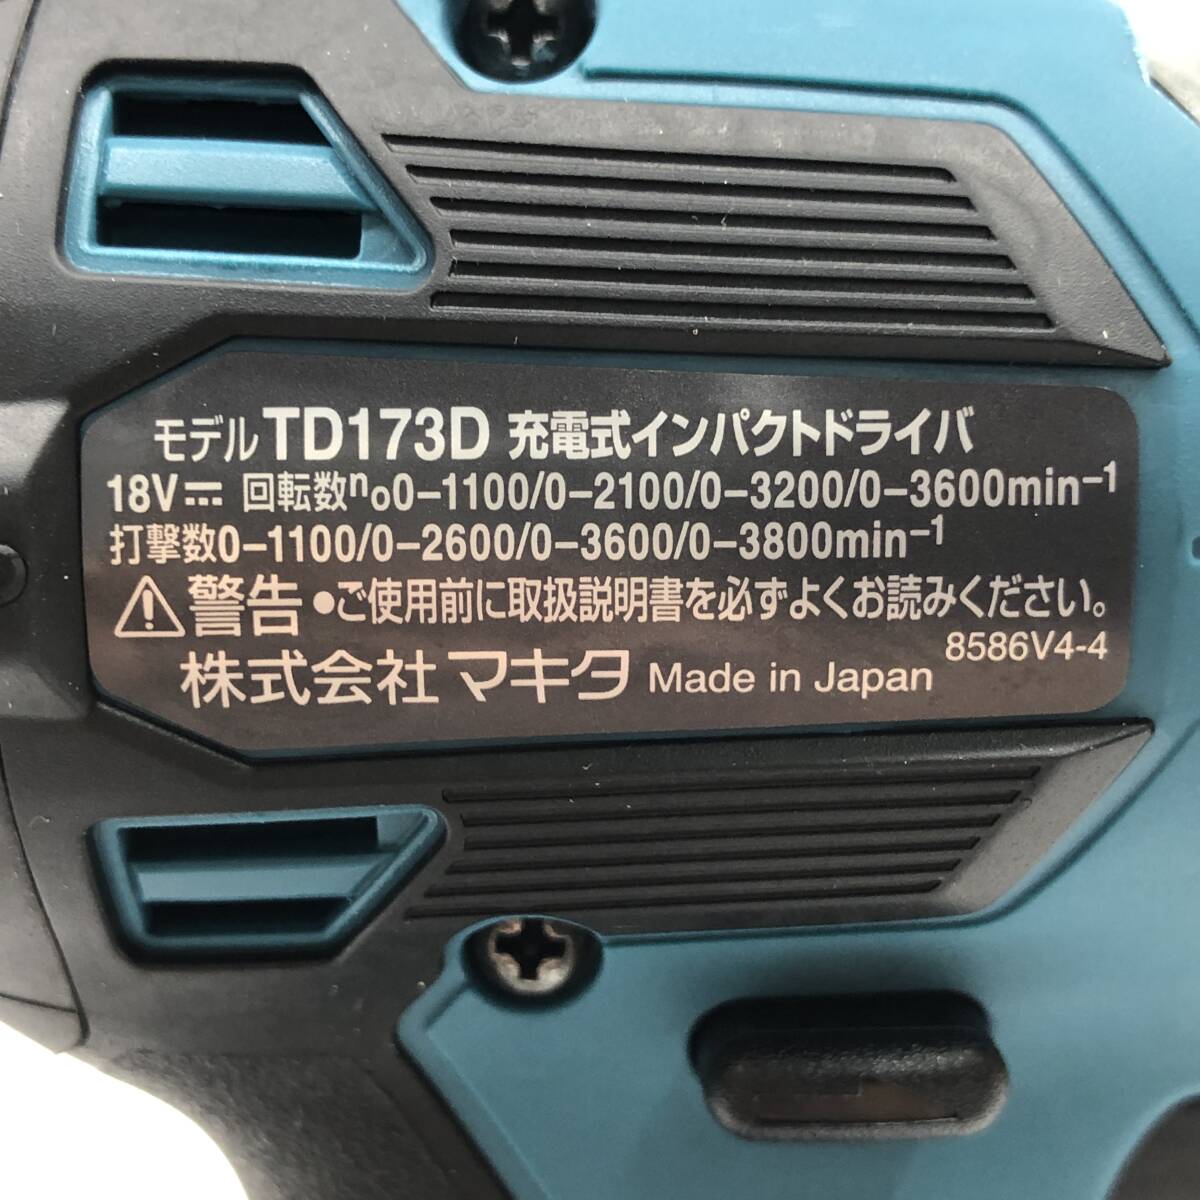 モデル TD173D 充電式インパクトドライバ
18V⎓ 回転数n₀0-1100/0-2100/0-3200/0-3600min⁻¹
打撃数0-1100/0-2600/0-3600/0-3800min⁻¹
⚠警告 ●ご使用前に取扱説明書を必ずよくお読みください。
8586V4-4
株式会社マキタ Made in Japan